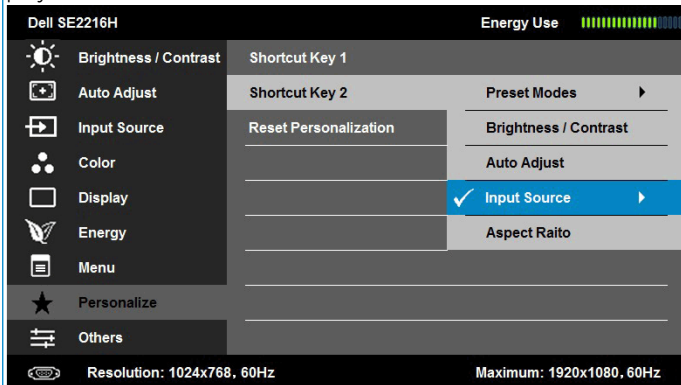 Dell SE2216H Energy Use
Brightness / Contrast Shortcut Key 1
Auto Adjust Shortcut Key 2 Preset Modes
Input Source Reset Personalization Brightness / Contrast
Color Auto Adjust
Display Input Source
Energy Aspect Raito
Menu
Personalize
Others
Resolution: 1024x768, 60Hz Maximum: 1920x1080, 60Hz